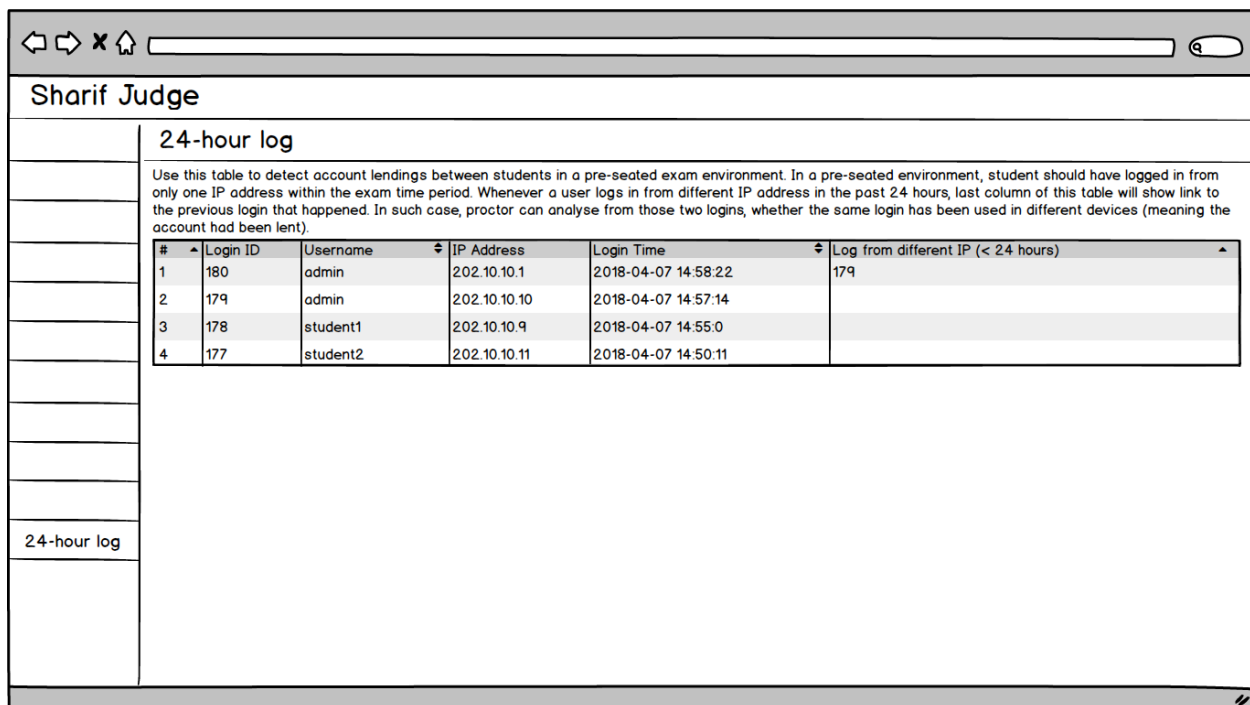 Sharif Judge
24-hour log
Use this table to detect account lendings between students in a pre-seated exam environment. In a pre-seated environment, student should have logged in from
only one IP address within the exam time period. Whenever a user logs in from different IP address in the past 24 hours, last column of this table will show link to
the previous login that happened. In such case, proctor can analyse from those two logins, whether the same login has been used in different devices (meaning the
account had been lent).
# Login ID Username IP Address Login Time Log from different IP (< 24 hours)
1 180 admin 202.10.10.1 2018-04-07 14:58:22 179
2 179 admin 202.10.10.10 2018-04-07 14:57:14
3 178 student1 202.10.10.9 2018-04-07 14:55:0
4 177 student2 202.10.10.11 2018-04-07 14:50:11
24-hour log